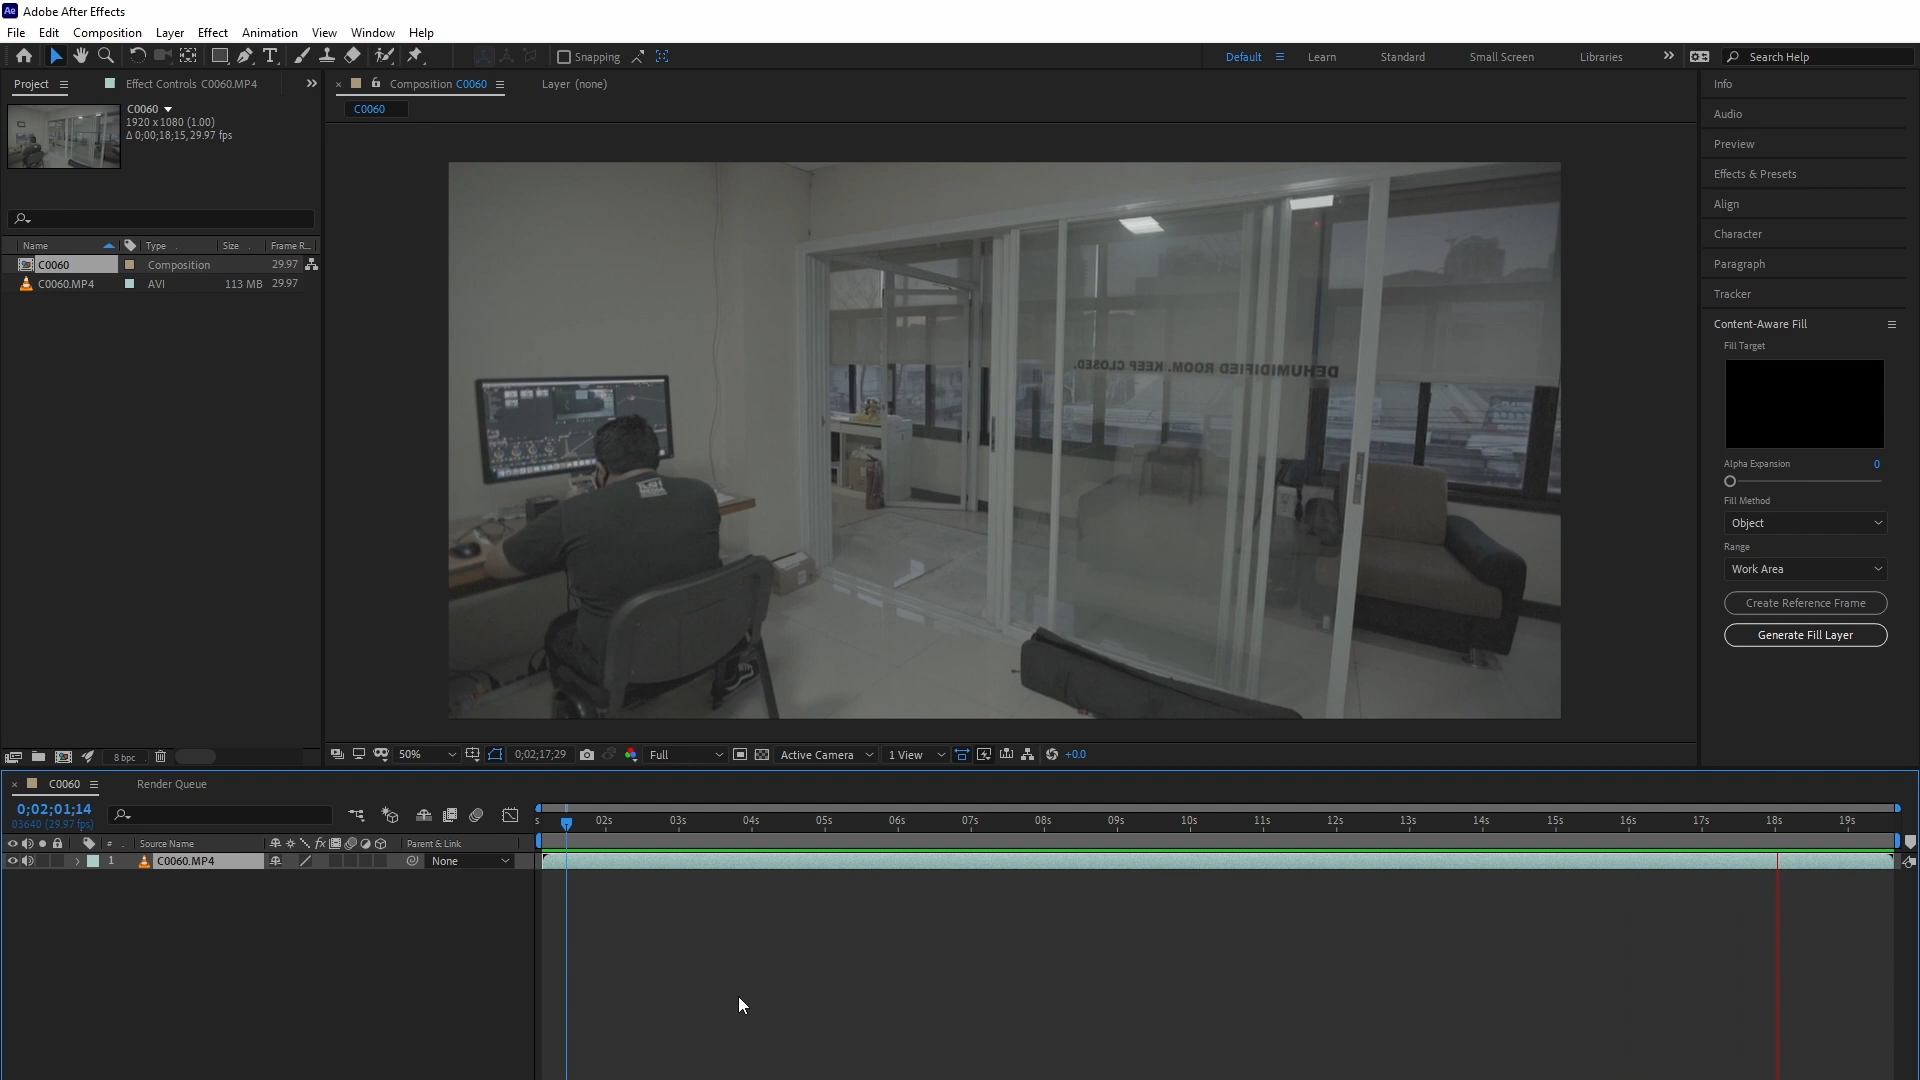 Ae Adobe After Effects
File Edit Composition Layer Effect Animation View Window Help
Snapping
Default Learn Standard Small Screen Libraries » Search Help
Project Effect Controls C0060.MP4 »
× Composition C0060 Layer (none)
C0060
C0060
1920 x 1080 (1.00)
Δ 0;00;18;15, 29.97 fps
Name Type Size Frame R...
C0060 Composition 29.97
C0060.MP4 AVI 113 MB 29.97
DEHUMIDIFIED ROOM. KEEP CLOSED.
Info
Audio
Preview
Effects & Presets
Align
Character
Paragraph
Tracker
Content-Aware Fill
Fill Target
Alpha Expansion 0
Fill Method
Object
Range
Work Area
Create Reference Frame
Generate Fill Layer
8 bpc
50% 0;02;17;29 Full Active Camera 1 View +0.0
× C0060 Render Queue
0;02;01;14
03640 (29.97 fps)
s 02s 03s 04s 05s 06s 07s 08s 09s 10s 11s 12s 13s 14s 15s 16s 17s 18s 19s
# Source Name fx Parent & Link
1 C0060.MP4 None